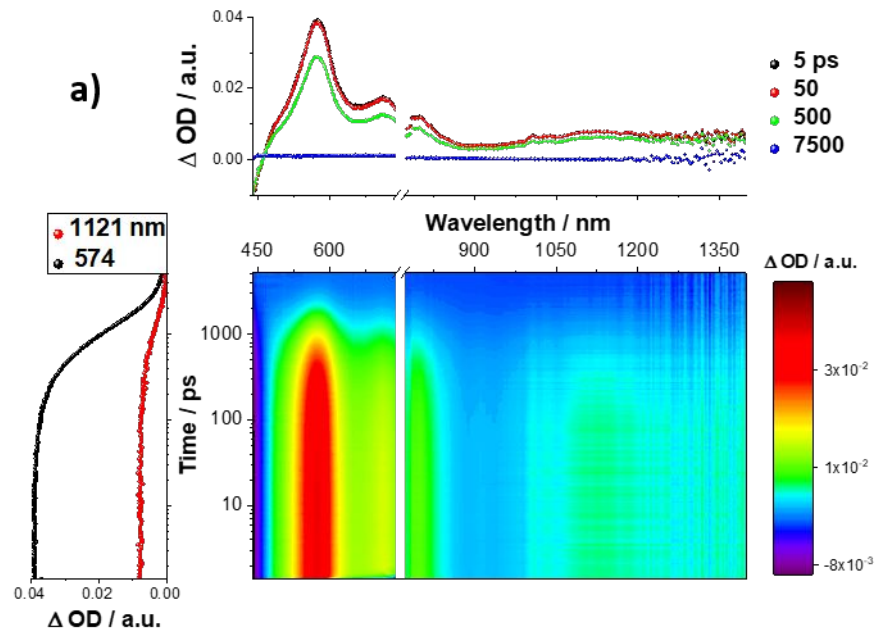 a)
Δ OD / a.u.
0.04
0.02
0.00
5 ps
50
500
7500
Wavelength / nm
450 600 900 1050 1200 1350
1121 nm
574
Time / ps
1000
100
10
0.04 0.02 0.00
Δ OD / a.u.
Δ OD / a.u.
3x10⁻²
1x10⁻²
-8x10⁻³